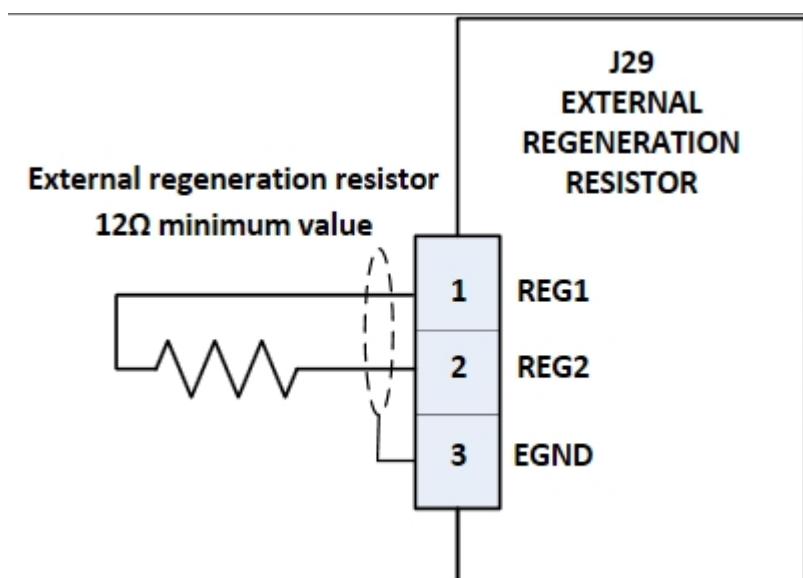 J29
EXTERNAL
REGENERATION
RESISTOR
External regeneration resistor
12Ω minimum value
1 REG1
2 REG2
3 EGND